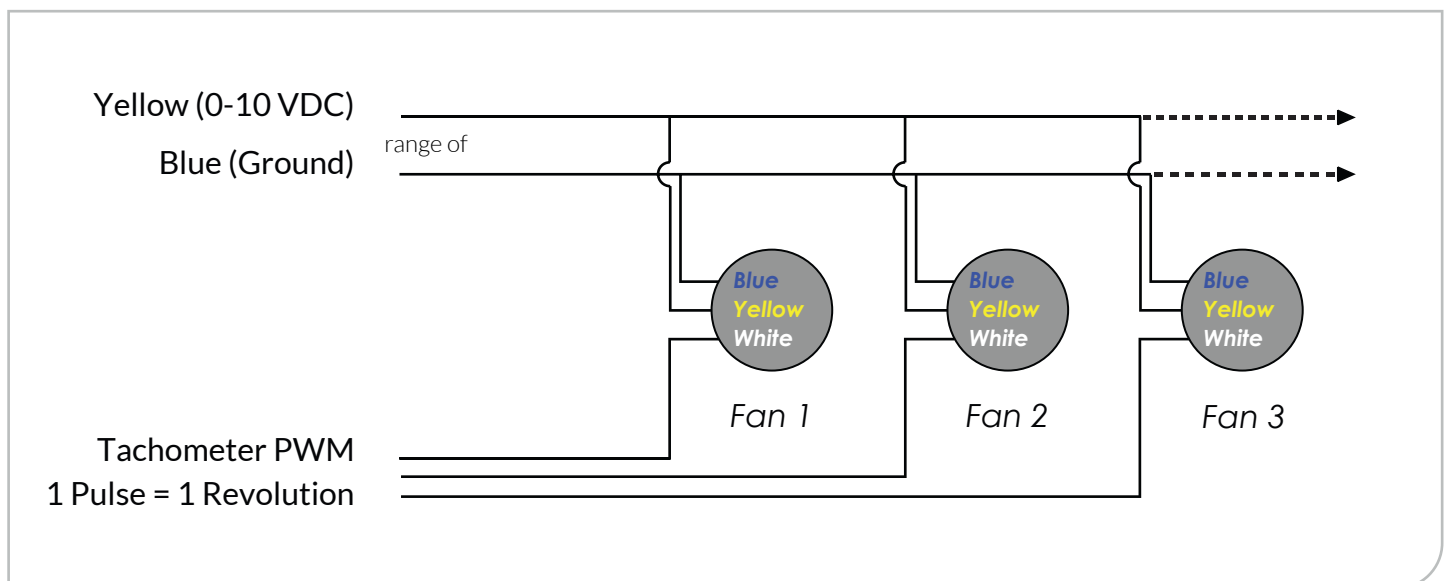 Yellow (0-10 VDC)
range of
Blue (Ground)
Blue
Yellow
White
Fan 1
Blue
Yellow
White
Fan 2
Blue
Yellow
White
Fan 3
Tachometer PWM
1 Pulse = 1 Revolution